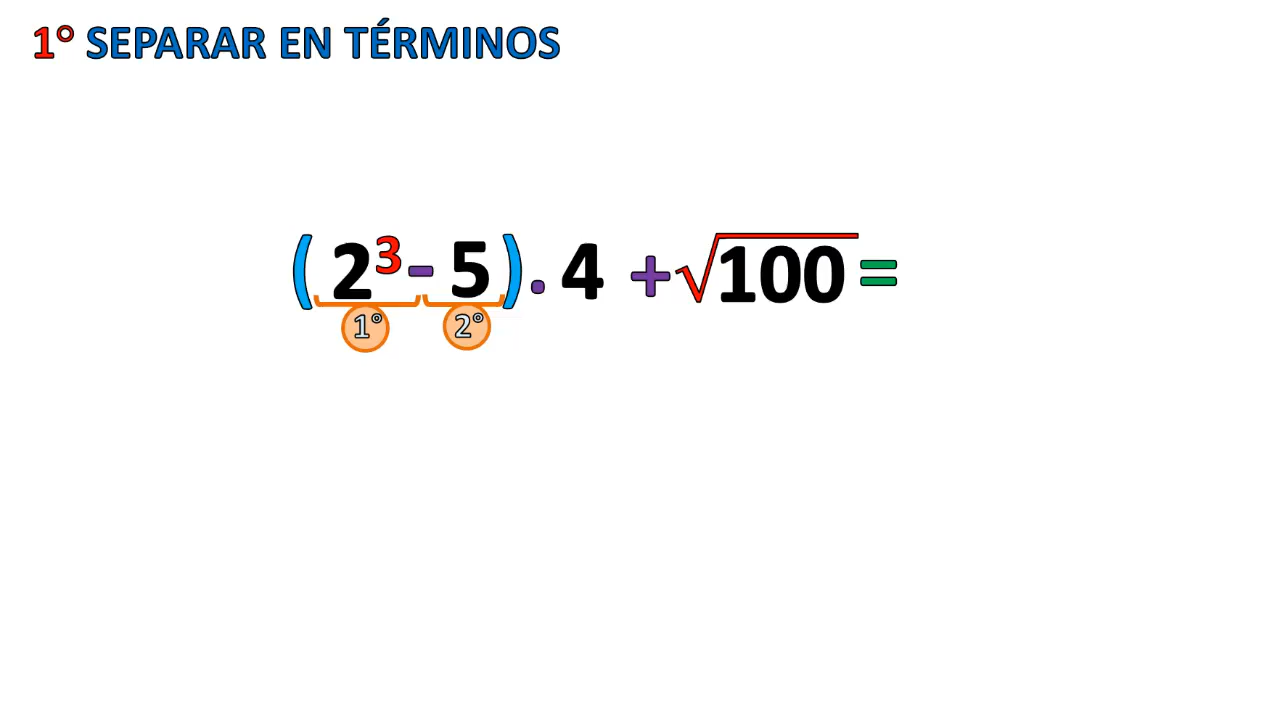 1° SEPARAR EN TÉRMINOS
(2³- 5).4 +√100=
1° 2°